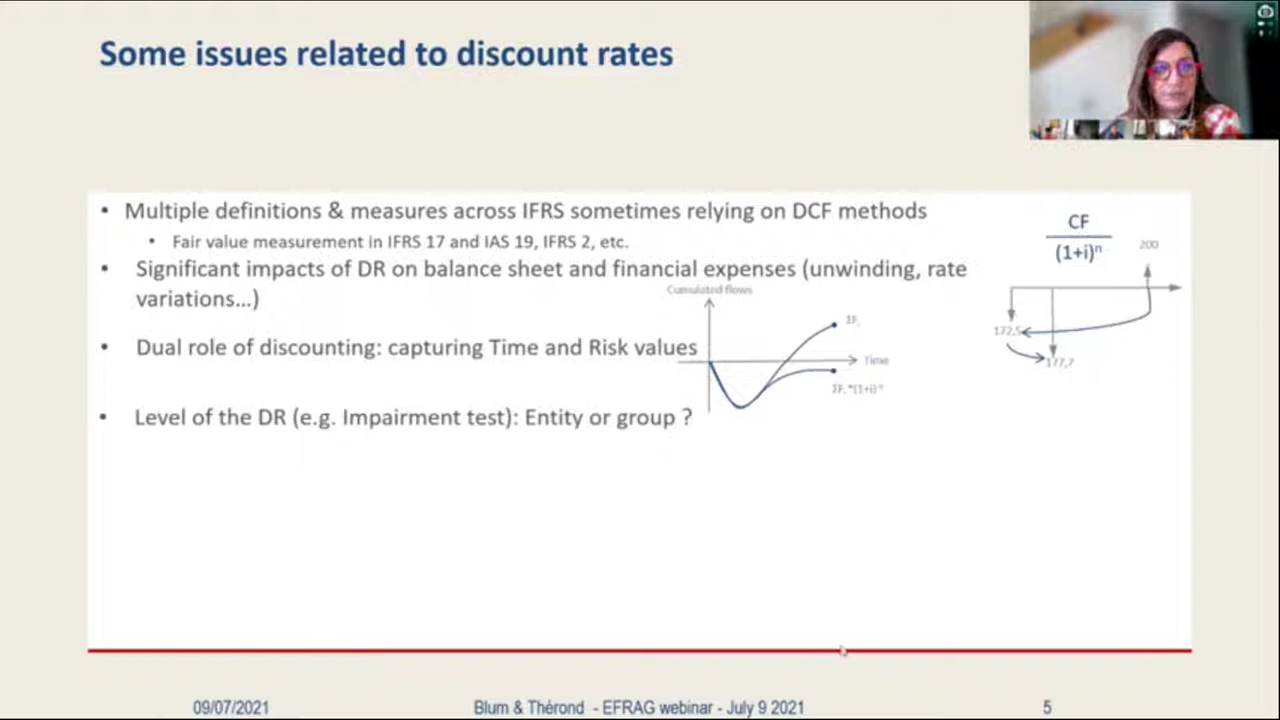 Some issues related to discount rates
• Multiple definitions & measures across IFRS sometimes relying on DCF methods
• Fair value measurement in IFRS 17 and IAS 19, IFRS 2, etc.
• Significant impacts of DR on balance sheet and financial expenses (unwinding, rate
variations...)
• Dual role of discounting: capturing Time and Risk values
• Level of the DR (e.g. Impairment test): Entity or group ?
Cumulated flows
Time
CF
(1+i)ⁿ
200
172,5
177,7
09/07/2021
Blum & Thérond - EFRAG webinar - July 9 2021
5